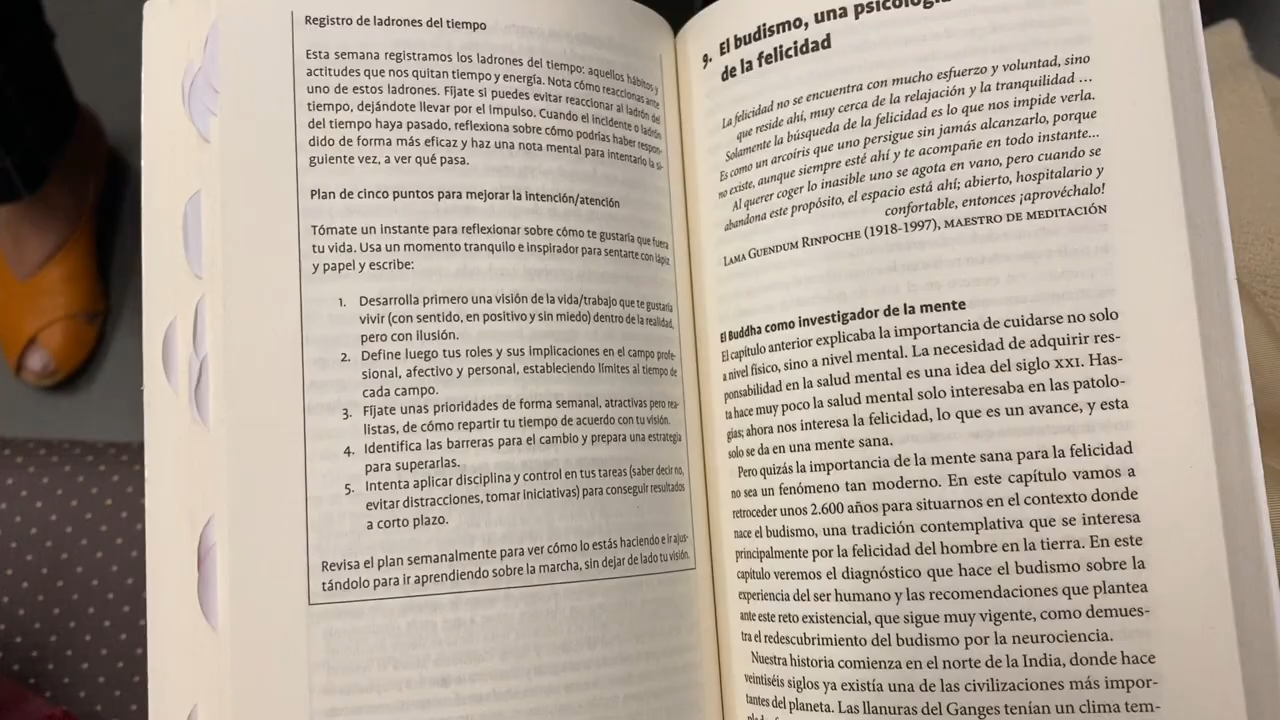 Registro de ladrones del tiempo
Esta semana registramos los ladrones del tiempo: aquellos hábitos y
actitudes que nos quitan tiempo y energía. Nota cómo reaccionas ante
uno de estos ladrones. Fíjate si puedes evitar reaccionar al ladrón del
tiempo, dejándote llevar por el impulso. Cuando el incidente o ladrón
del tiempo haya pasado, reflexiona sobre cómo podrías haber respon-
dido de forma más eficaz y haz una nota mental para intentarlo la si-
guiente vez, a ver qué pasa.
Plan de cinco puntos para mejorar la intención/atención
Tómate un instante para reflexionar sobre cómo te gustaría que fuera
tu vida. Usa un momento tranquilo e inspirador para sentarte con lápiz
y papel y escribe:
1. Desarrolla primero una visión de la vida/trabajo que te gustaría
vivir (con sentido, en positivo y sin miedo) dentro de la realidad,
pero con ilusión.
2. Define luego tus roles y sus implicaciones en el campo profe-
sional, afectivo y personal, estableciendo límites al tiempo de
cada campo.
3. Fíjate unas prioridades de forma semanal, atractivas pero rea-
listas, de cómo repartir tu tiempo de acuerdo con tu visión.
4. Identifica las barreras para el cambio y prepara una estrategia
para superarlas.
5. Intenta aplicar disciplina y control en tus tareas (saber decir no,
evitar distracciones, tomar iniciativas) para conseguir resultados
a corto plazo.
Revisa el plan semanalmente para ver cómo lo estás haciendo e ir ajus-
tándolo para ir aprendiendo sobre la marcha, sin dejar de lado tu visión.
9. El budismo, una psicología
de la felicidad
La felicidad no se encuentra con mucho esfuerzo y voluntad, sino
que reside ahí, muy cerca de la relajación y la tranquilidad ...
Solamente la búsqueda de la felicidad es lo que nos impide verla.
Es como un arcoíris que uno persigue sin jamás alcanzarlo, porque
no existe, aunque siempre esté ahí y te acompañe en todo instante...
Al querer coger lo inasible uno se agota en vano, pero cuando se
abandona este propósito, el espacio está ahí; abierto, hospitalario y
confortable, entonces ¡aprovéchalo!
LAMA GUENDUM RINPOCHE (1918-1997), MAESTRO DE MEDITACIÓN
El Buddha como investigador de la mente
El capítulo anterior explicaba la importancia de cuidarse no solo
a nivel físico, sino a nivel mental. La necesidad de adquirir res-
ponsabilidad en la salud mental es una idea del siglo XXI. Has-
ta hace muy poco la salud mental solo interesaba en las patolo-
gías; ahora nos interesa la felicidad, lo que es un avance, y esta
solo se da en una mente sana.
Pero quizás la importancia de la mente sana para la felicidad
no sea un fenómeno tan moderno. En este capítulo vamos a
retroceder unos 2.600 años para situarnos en el contexto donde
nace el budismo, una tradición contemplativa que se interesa
principalmente por la felicidad del hombre en la tierra. En este
capítulo veremos el diagnóstico que hace el budismo sobre la
experiencia del ser humano y las recomendaciones que plantea
ante este reto existencial, que sigue muy vigente, como demues-
tra el redescubrimiento del budismo por la neurociencia.
Nuestra historia comienza en el norte de la India, donde hace
veintiséis siglos ya existía una de las civilizaciones más impor-
tantes del planeta. Las llanuras del Ganges tenían un clima tem-